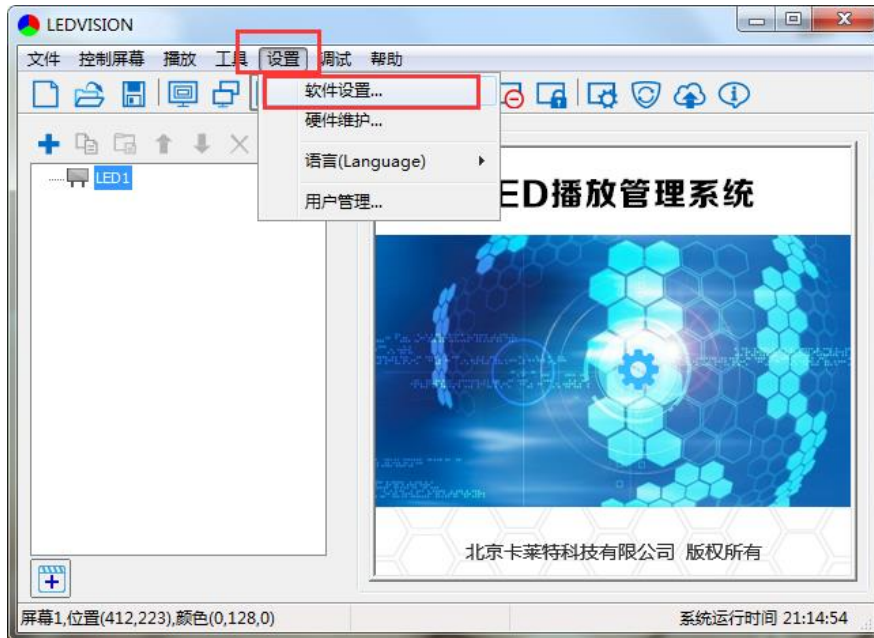 LEDVISION
文件 控制屏幕 播放 工具 设置 调试 帮助
软件设置...
硬件维护...
语言(Language)
用户管理...
LED1
ED播放管理系统
北京卡莱特科技有限公司 版权所有
屏幕1,位置(412,223),颜色(0,128,0)
系统运行时间 21:14:54